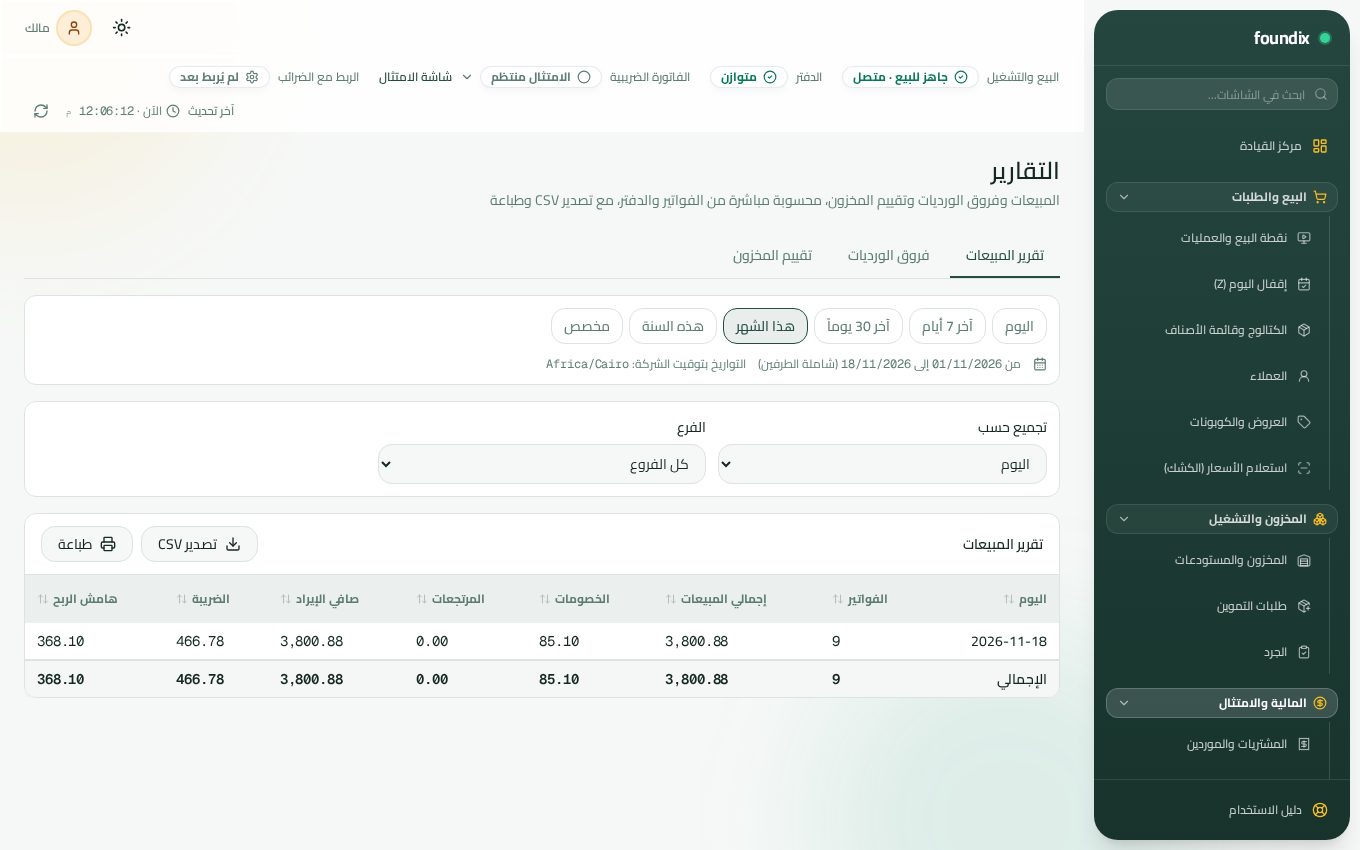 foundix
ابحث في الشاشات...
مركز القيادة
البيع والطلبات
نقطة البيع والعمليات
إقفال اليوم (Z)
الكتالوج وقائمة الأصناف
العملاء
العروض والكوبونات
استعلام الأسعار (الكشك)
المخزون والتشغيل
المخزون والمستودعات
طلبات التموين
الجرد
المالية والامتثال
المشتريات والموردين
دليل الاستخدام
مالك
البيع والتشغيل جاهز للبيع · متصل الدفتر متوازن الفاتورة الضريبية الامتثال منتظم شاشة الامتثال الربط مع الضرائب لم يُربط بعد
آخر تحديث الآن · 12:06:12 م
التقارير
المبيعات وفروق الورديات وتقييم المخزون، محسوبة مباشرة من الفواتير والدفتر، مع تصدير CSV وطباعة
تقرير المبيعات فروق الورديات تقييم المخزون
اليوم آخر 7 أيام آخر 30 يوماً هذا الشهر هذه السنة مخصص
من 01/11/2026 إلى 18/11/2026 (شاملة الطرفين) التواريخ بتوقيت الشركة: Africa/Cairo
تجميع حسب الفرع
اليوم كل الفروع
تقرير المبيعات تصدير CSV طباعة
اليوم الفواتير إجمالي المبيعات الخصومات المرتجعات صافي الإيراد الضريبة هامش الربح
2026-11-18 9 3,800.88 85.10 0.00 3,800.88 466.78 368.10
الإجمالي 9 3,800.88 85.10 0.00 3,800.88 466.78 368.10